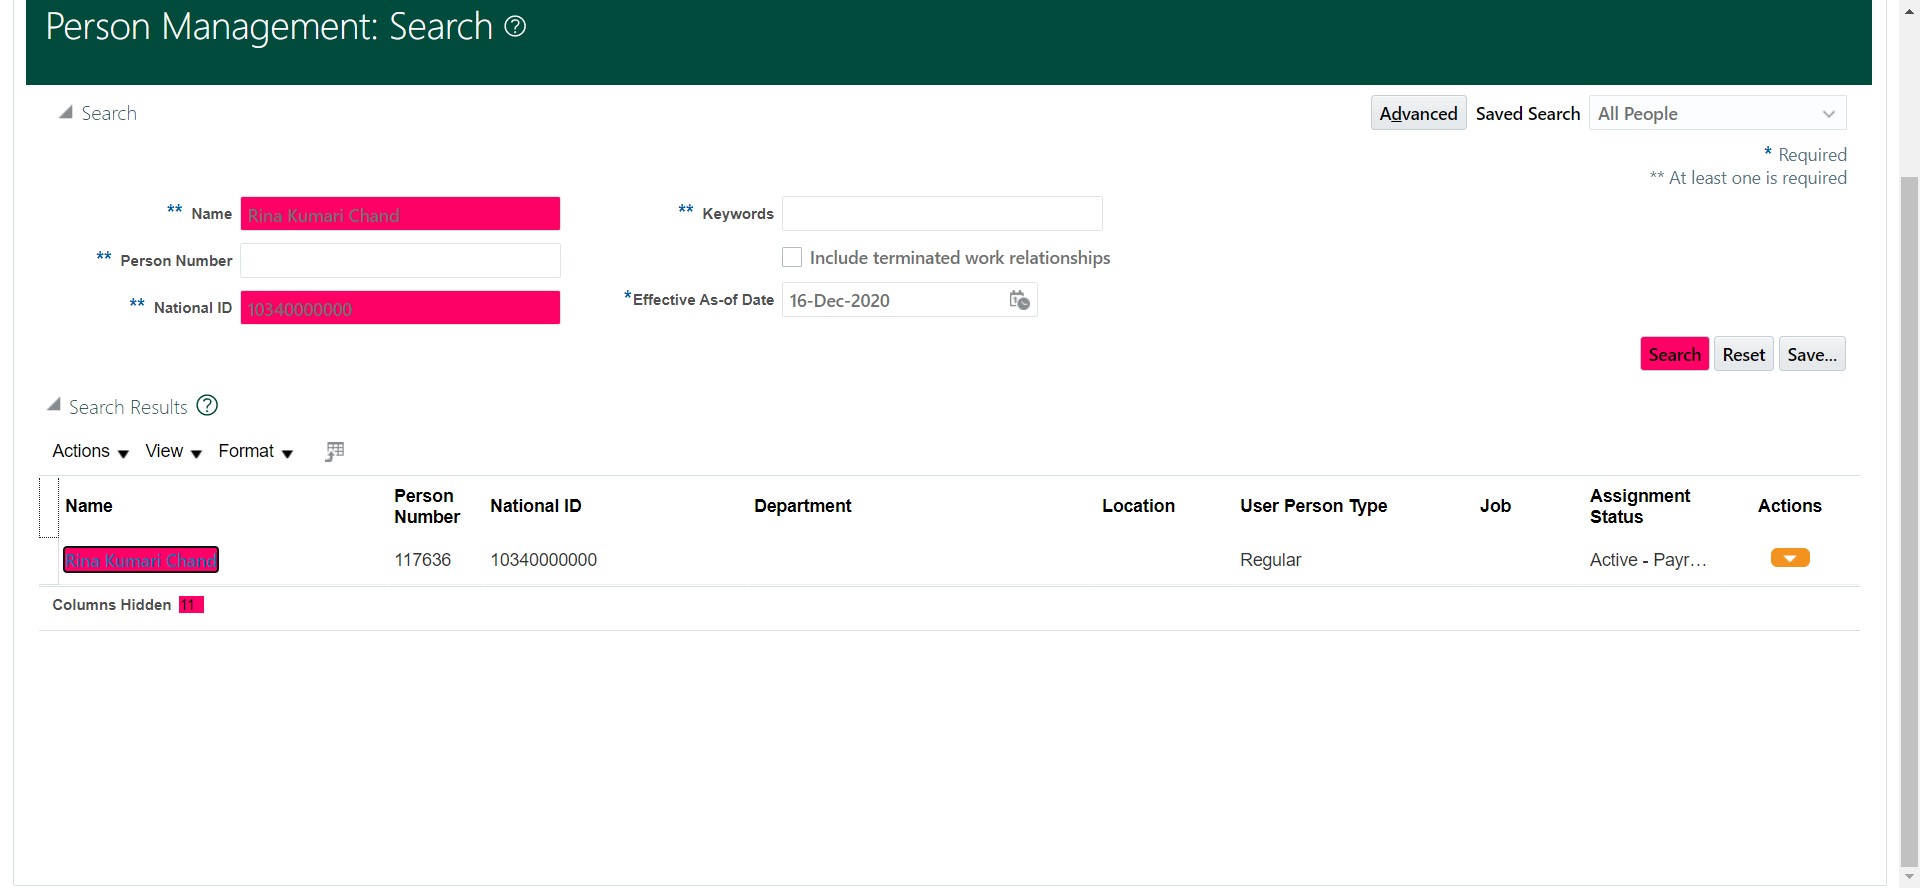 Person Management: Search ?
Search
Advanced Saved Search All People
* Required
** At least one is required
** Name Rina Kumari Chand
** Keywords
** Person Number
Include terminated work relationships
** National ID 10340000000
*Effective As-of Date 16-Dec-2020
Search Reset Save...
Search Results ?
Actions View Format
Name Person Number National ID Department Location User Person Type Job Assignment Status Actions
Rina Kumari Chand 117636 10340000000 Regular Active - Payr...
Columns Hidden 11